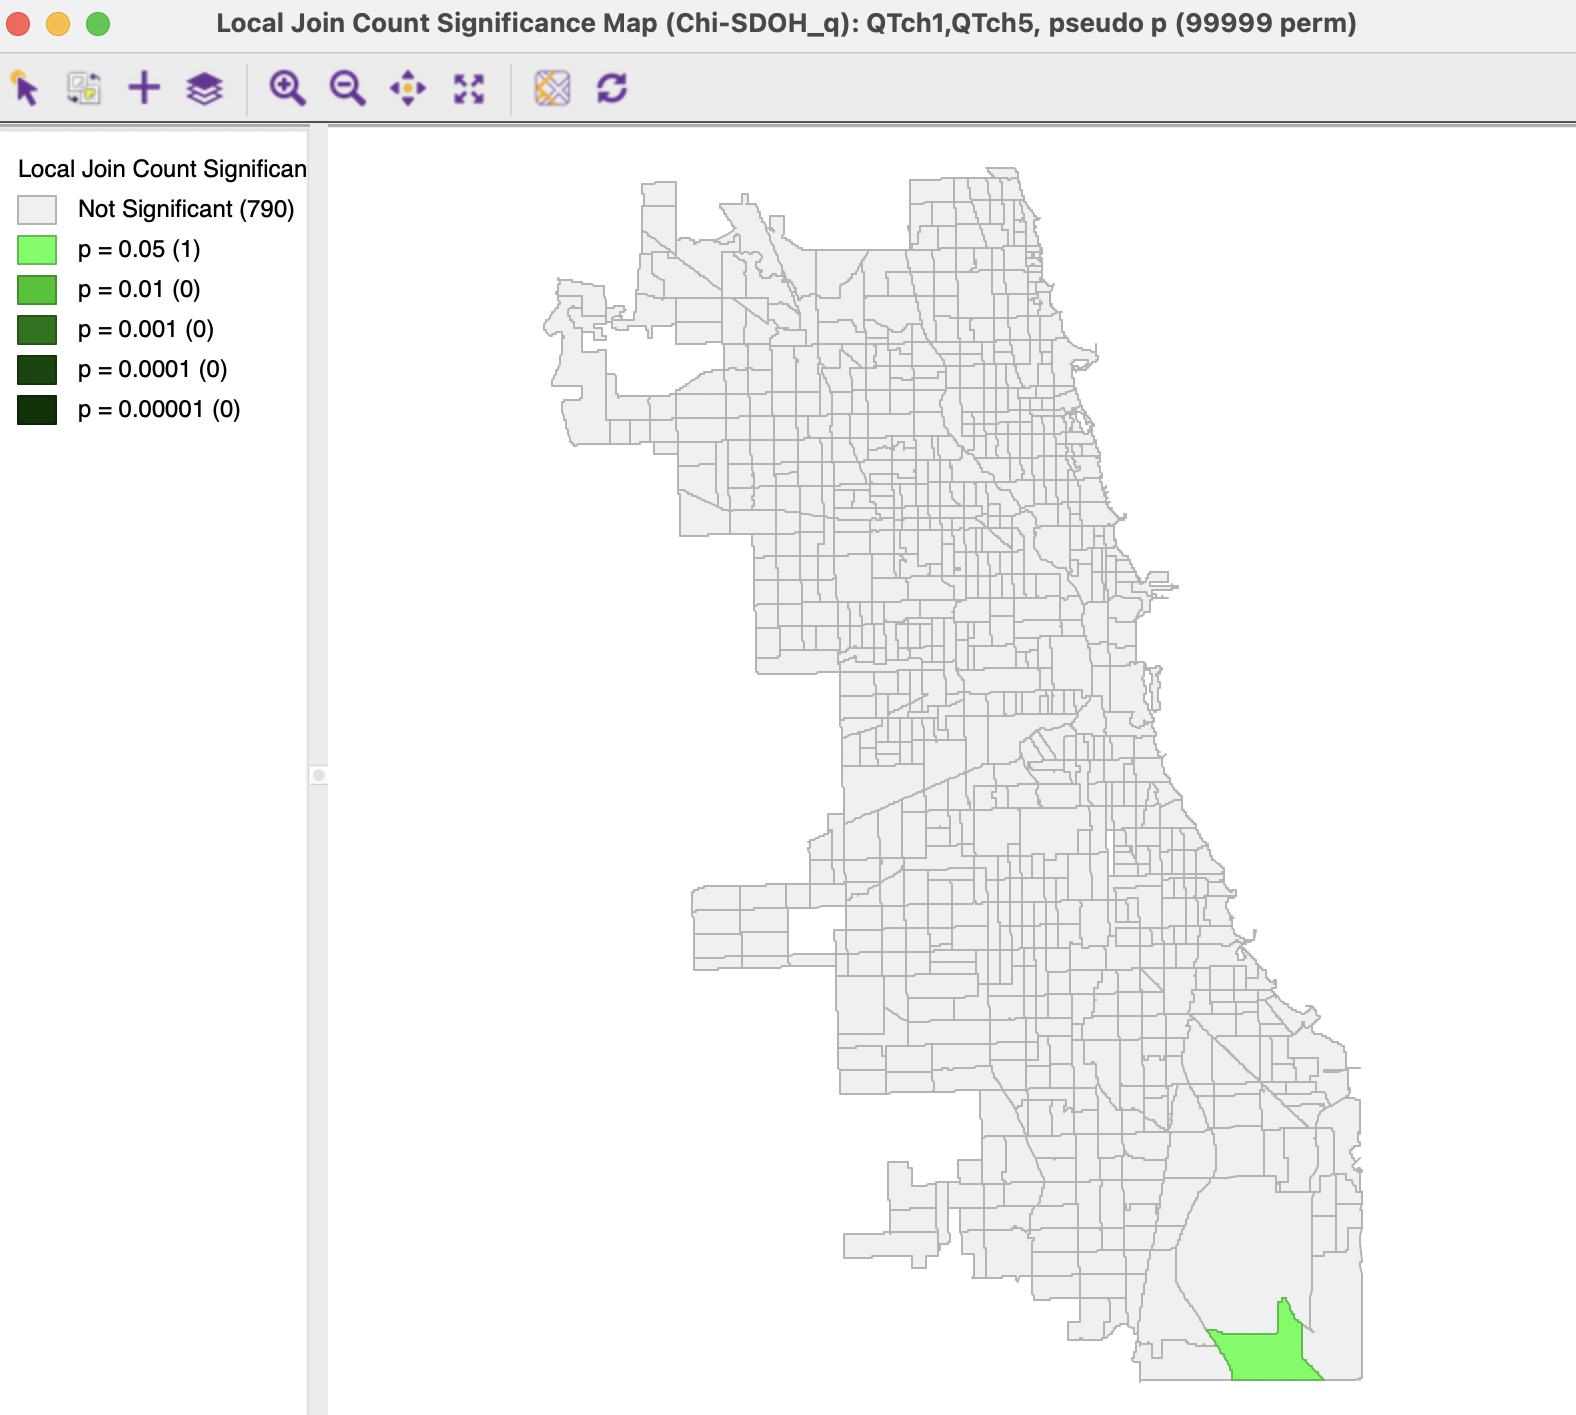 Local Join Count Significance Map (Chi-SDOH_q): QTch1,QTch5, pseudo p (99999 perm)
Local Join Count Significan
Not Significant (790)
p = 0.05 (1)
p = 0.01 (0)
p = 0.001 (0)
p = 0.0001 (0)
p = 0.00001 (0)